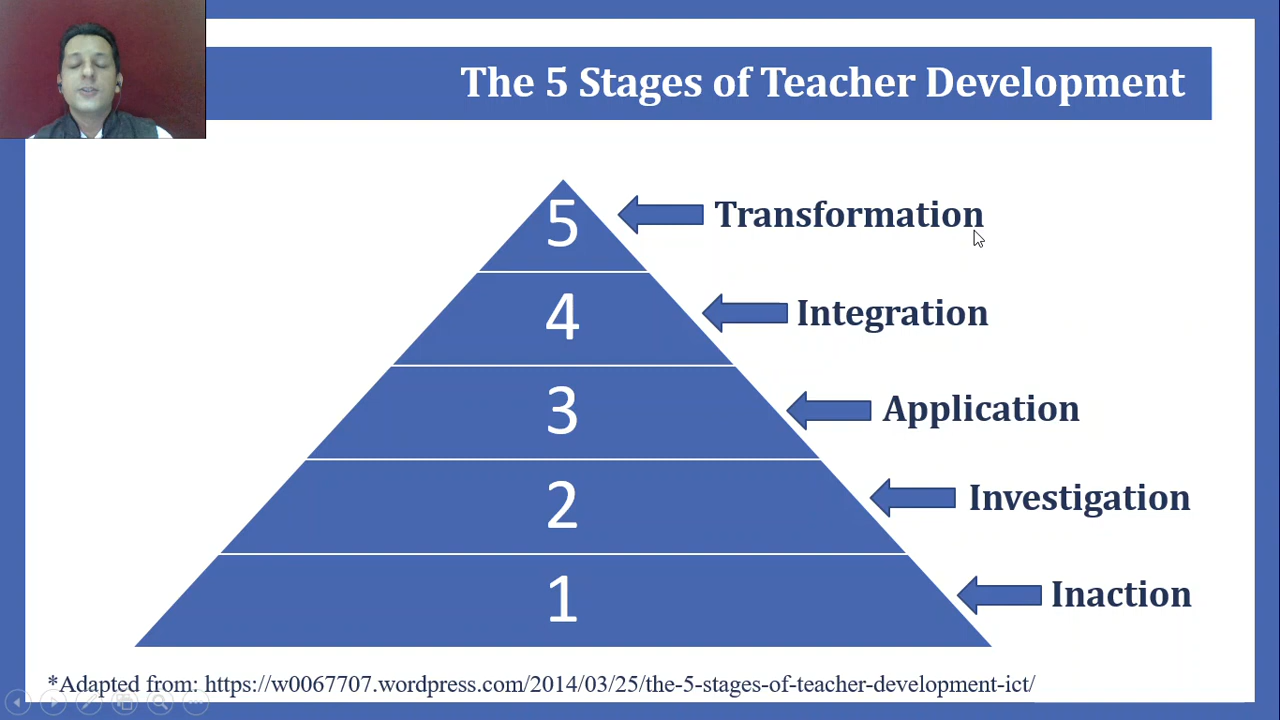 The 5 Stages of Teacher Development
5
Transformation
4
Integration
3
Application
2
Investigation
1
Inaction
*Adapted from: https://w0067707.wordpress.com/2014/03/25/the-5-stages-of-teacher-development-ict/